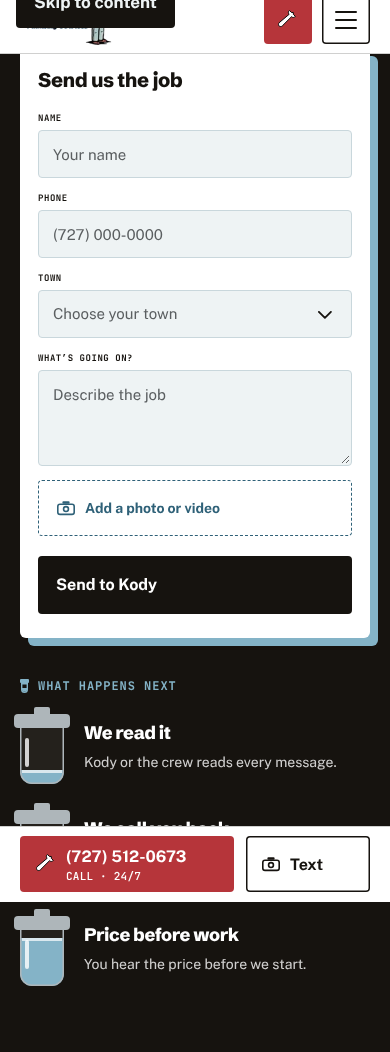 Skip to content
Send us the job
NAME
Your name
PHONE
(727) 000-0000
TOWN
Choose your town
WHAT'S GOING ON?
Describe the job
Add a photo or video
Send to Kody
WHAT HAPPENS NEXT
We read it
Kody or the crew reads every message.
(727) 512-0673
CALL · 24/7
Text
Price before work
You hear the price before we start.